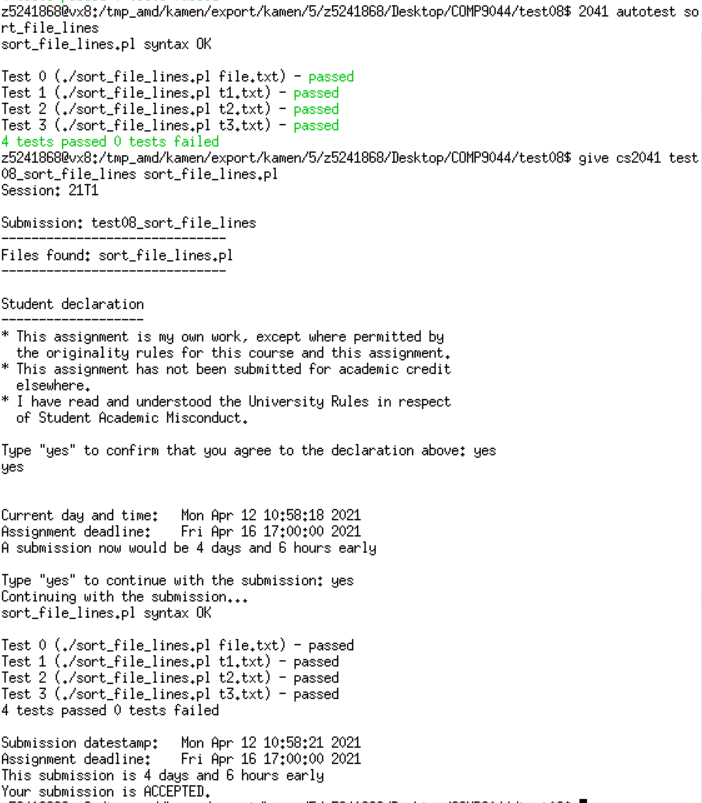 z5241868@vx8:/tmp_amd/kamen/export/kamen/5/z5241868/Desktop/COMP9044/test08$ 2041 autotest so
rt_file_lines
sort_file_lines.pl syntax OK
Test 0 (./sort_file_lines.pl file.txt) - passed
Test 1 (./sort_file_lines.pl t1.txt) - passed
Test 2 (./sort_file_lines.pl t2.txt) - passed
Test 3 (./sort_file_lines.pl t3.txt) - passed
4 tests passed 0 tests failed
z5241868@vx8:/tmp_amd/kamen/export/kamen/5/z5241868/Desktop/COMP9044/test08$ give cs2041 test
08_sort_file_lines sort_file_lines.pl
Session: 21T1
Submission: test08_sort_file_lines
------------------------------
Files found: sort_file_lines.pl
------------------------------
Student declaration
-------------------
* This assignment is my own work, except where permitted by
the originality rules for this course and this assignment.
* This assignment has not been submitted for academic credit
elsewhere.
* I have read and understood the University Rules in respect
of Student Academic Misconduct.
Type "yes" to confirm that you agree to the declaration above: yes
yes
Current day and time: Mon Apr 12 10:58:18 2021
Assignment deadline: Fri Apr 16 17:00:00 2021
A submission now would be 4 days and 6 hours early
Type "yes" to continue with the submission: yes
Continuing with the submission...
sort_file_lines.pl syntax OK
Test 0 (./sort_file_lines.pl file.txt) - passed
Test 1 (./sort_file_lines.pl t1.txt) - passed
Test 2 (./sort_file_lines.pl t2.txt) - passed
Test 3 (./sort_file_lines.pl t3.txt) - passed
4 tests passed 0 tests failed
Submission datestamp: Mon Apr 12 10:58:21 2021
Assignment deadline: Fri Apr 16 17:00:00 2021
This submission is 4 days and 6 hours early
Your submission is ACCEPTED.